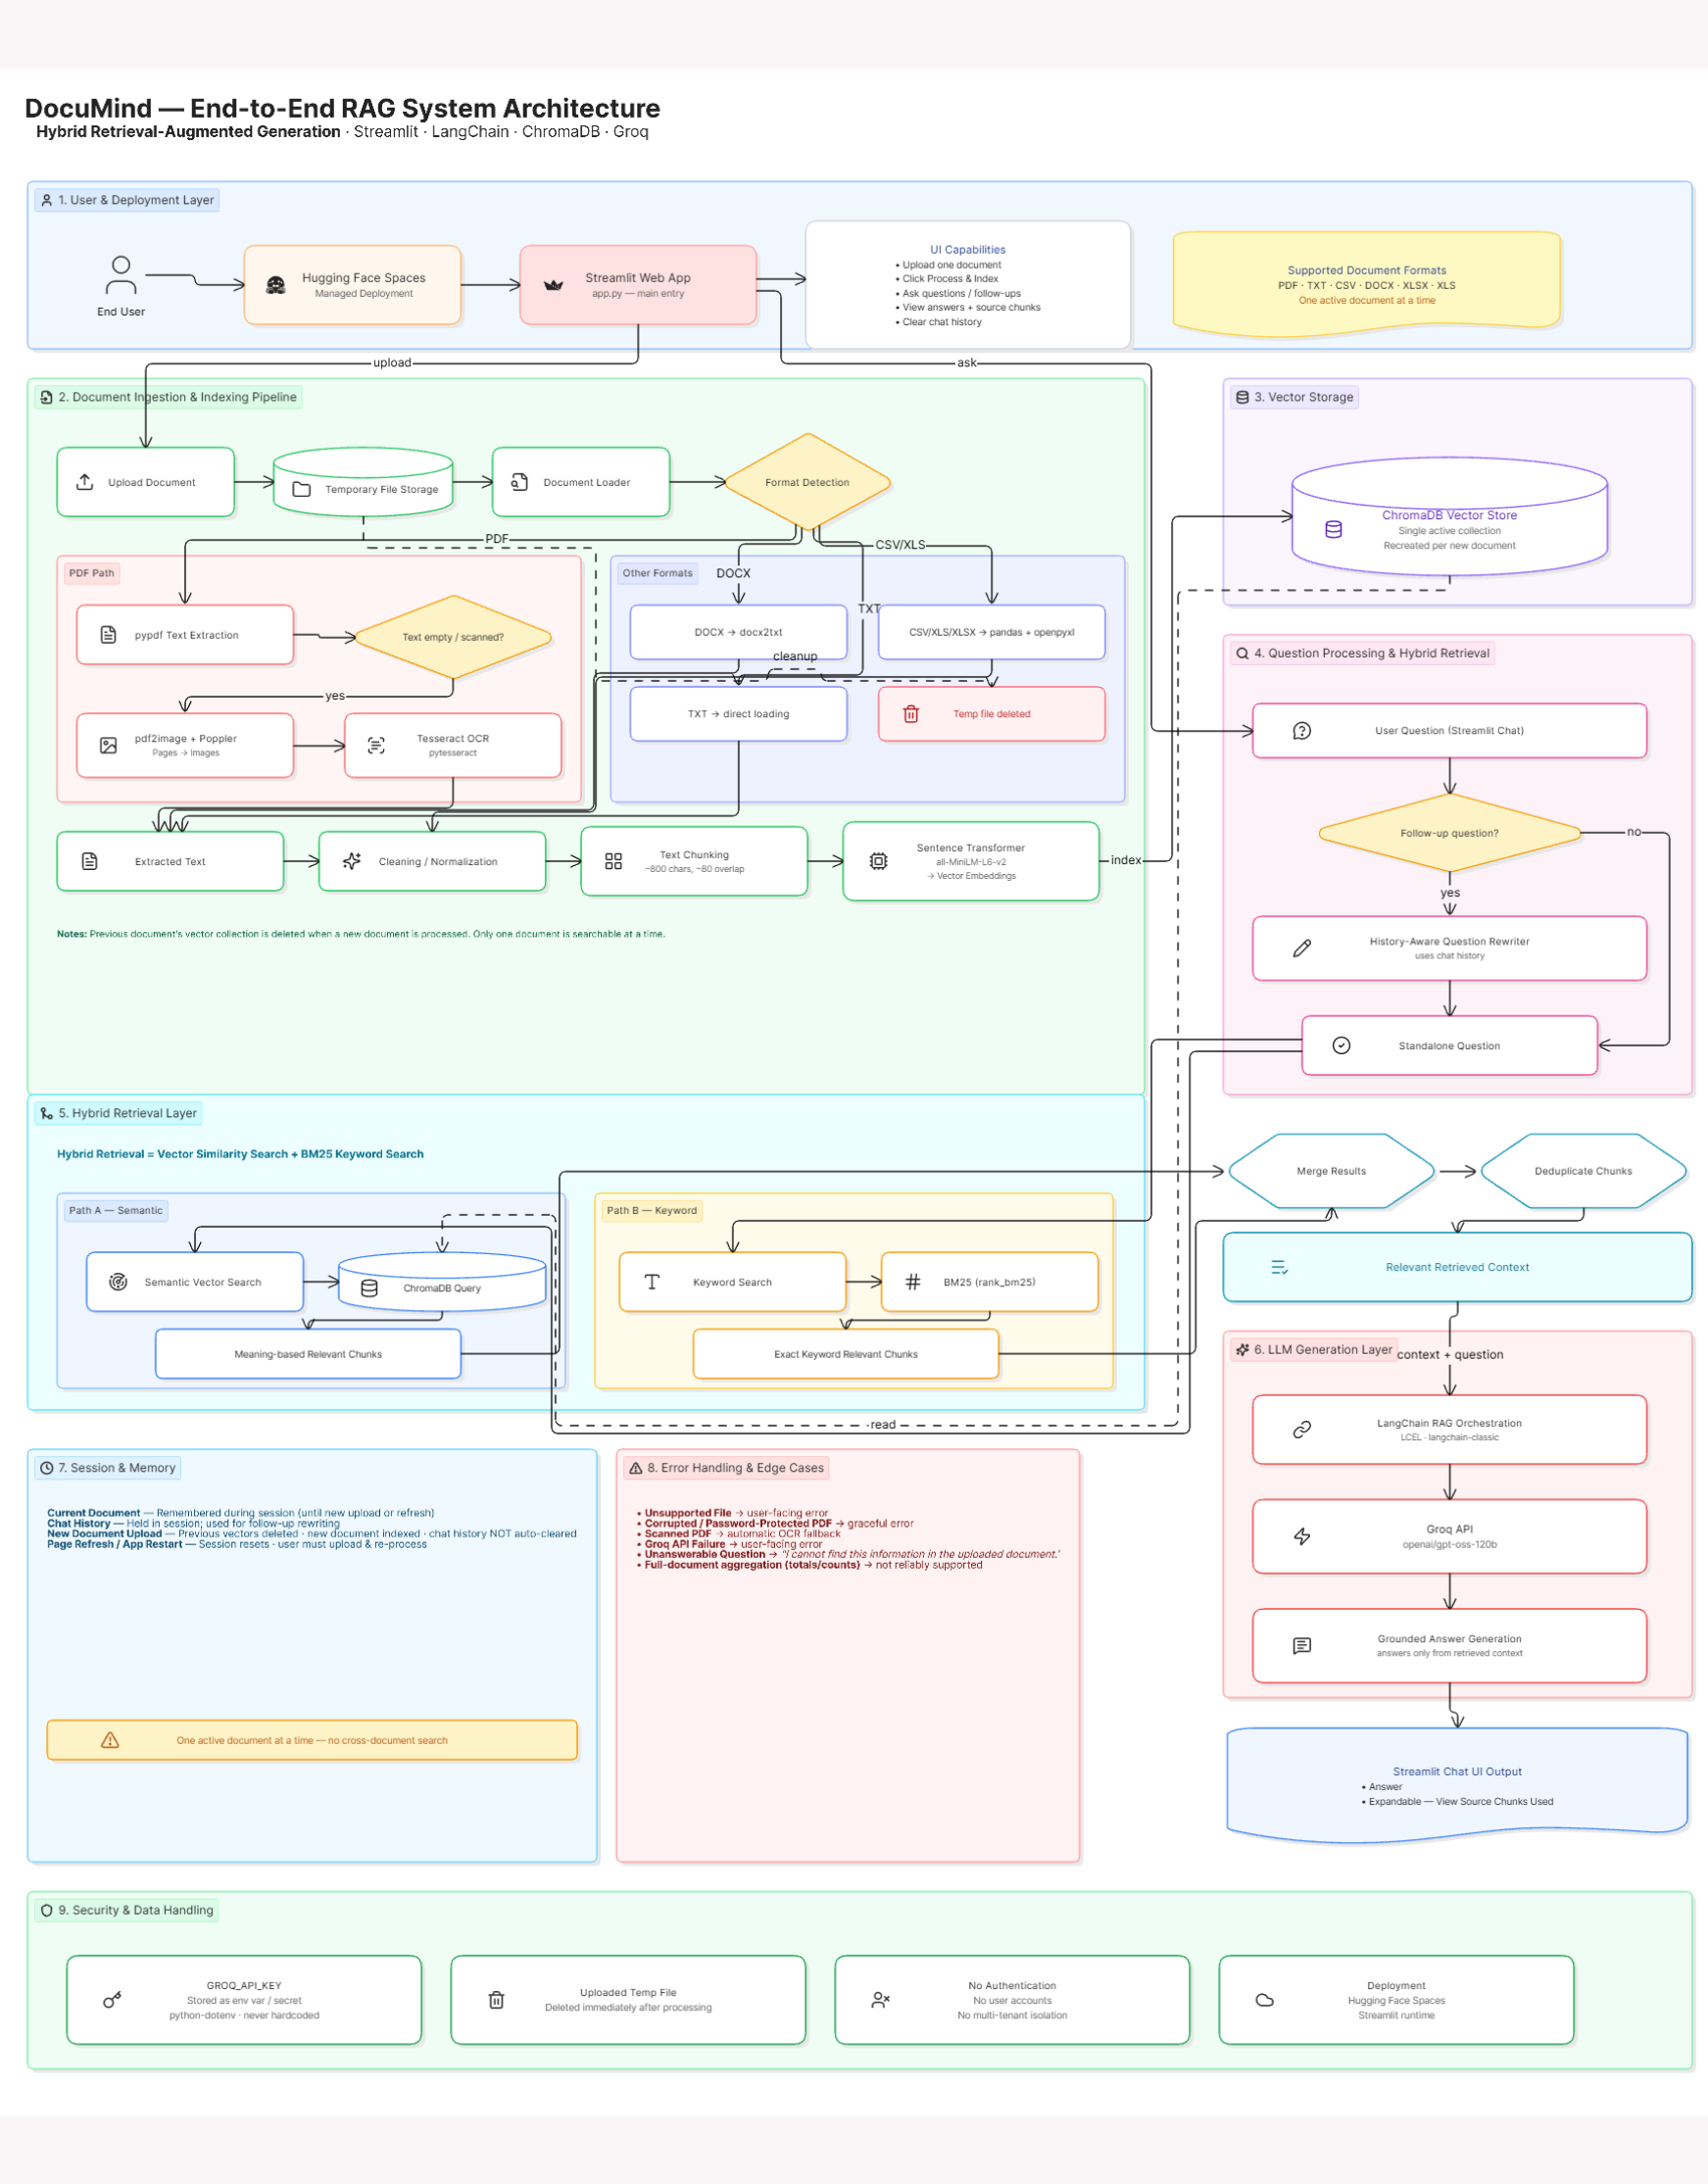 DocuMind — End-to-End RAG System Architecture
Hybrid Retrieval-Augmented Generation · Streamlit · LangChain · ChromaDB · Groq
1. User & Deployment Layer
End User
Hugging Face Spaces
Managed Deployment
Streamlit Web App
app.py — main entry
UI Capabilities
• Upload one document
• Click Process & Index
• Ask questions / follow-ups
• View answers + source chunks
• Clear chat history
Supported Document Formats
PDF · TXT · CSV · DOCX · XLSX · XLS
One active document at a time
upload
ask
2. Document Ingestion & Indexing Pipeline
Upload Document
Temporary File Storage
Document Loader
Format Detection
PDF
CSV/XLS
DOCX
TXT
PDF Path
pypdf Text Extraction
Text empty / scanned?
yes
pdf2image + Poppler
Pages → images
Tesseract OCR
pytesseract
Other Formats
DOCX → docx2txt
CSV/XLS/XLSX → pandas + openpyxl
cleanup
TXT → direct loading
Temp file deleted
Extracted Text
Cleaning / Normalization
Text Chunking
~800 chars, ~80 overlap
Sentence Transformer
all-MiniLM-L6-v2
→ Vector Embeddings
index
Notes: Previous document's vector collection is deleted when a new document is processed. Only one document is searchable at a time.
3. Vector Storage
ChromaDB Vector Store
Single active collection
Recreated per new document
4. Question Processing & Hybrid Retrieval
User Question (Streamlit Chat)
Follow-up question?
no
yes
History-Aware Question Rewriter
uses chat history
Standalone Question
5. Hybrid Retrieval Layer
Hybrid Retrieval = Vector Similarity Search + BM25 Keyword Search
Path A — Semantic
Semantic Vector Search
ChromaDB Query
Meaning-based Relevant Chunks
Path B — Keyword
Keyword Search
BM25 (rank_bm25)
Exact Keyword Relevant Chunks
read
Merge Results
Deduplicate Chunks
Relevant Retrieved Context
6. LLM Generation Layer
context + question
LangChain RAG Orchestration
LCEL · langchain-classic
Groq API
openai/gpt-oss-120b
Grounded Answer Generation
answers only from retrieved context
Streamlit Chat UI Output
• Answer
• Expandable — View Source Chunks Used
7. Session & Memory
Current Document — Remembered during session (until new upload or refresh)
Chat History — Held in session; used for follow-up rewriting
New Document Upload — Previous vectors deleted · new document indexed · chat history NOT auto-cleared
Page Refresh / App Restart — Session resets · user must upload & re-process
One active document at a time — no cross-document search
8. Error Handling & Edge Cases
• Unsupported File → user-facing error
• Corrupted / Password-Protected PDF → graceful error
• Scanned PDF → automatic OCR fallback
• Groq API Failure → user-facing error
• Unanswerable Question → "I cannot find this information in the uploaded document."
• Full-document aggregation (totals/counts) → not reliably supported
9. Security & Data Handling
GROQ_API_KEY
Stored as env var / secret
python-dotenv · never hardcoded
Uploaded Temp File
Deleted immediately after processing
No Authentication
No user accounts
No multi-tenant isolation
Deployment
Hugging Face Spaces
Streamlit runtime